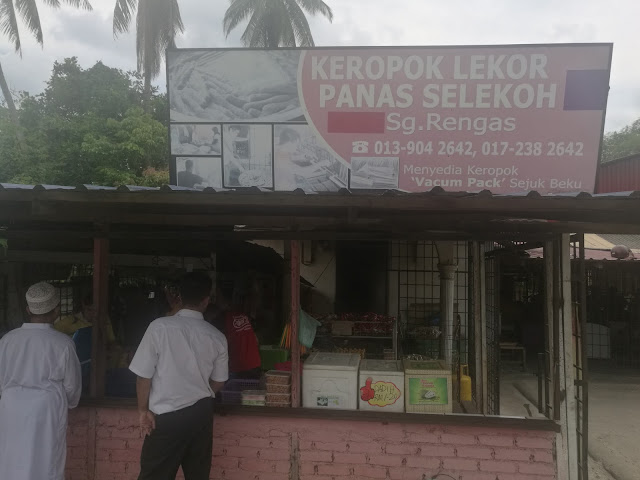 KEROPOK LEKOR
PANAS SELEKOH
Sg.Rengas
☎ 013-904 2642, 017-238 2642
Menyedia Keropok
'Vacum Pack' Sejuk Beku